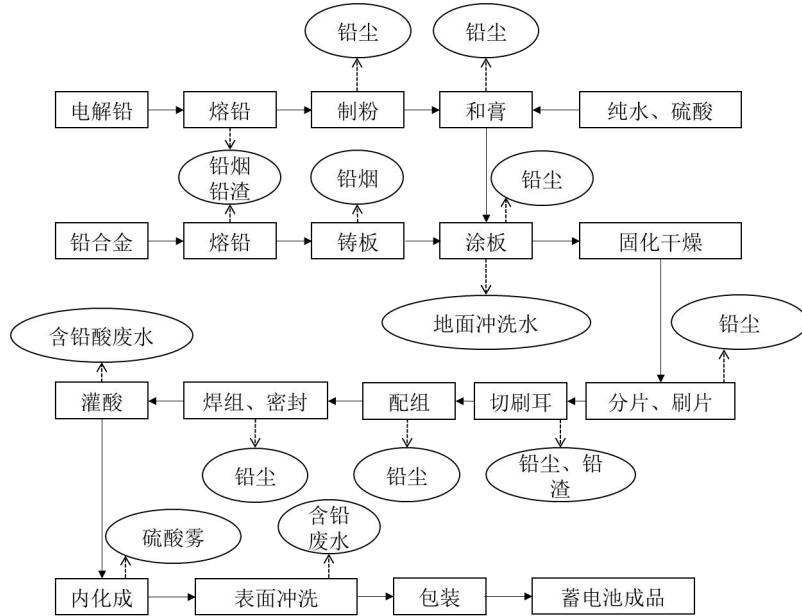 铅尘
铅尘
电解铅
熔铅
制粉
和膏
纯水、硫酸
铅烟
铅渣
铅烟
铅尘
铅合金
熔铅
铸板
涂板
固化干燥
含铅酸废水
地面冲洗水
铅尘
灌酸
焊组、密封
配组
切刷耳
分片、刷片
铅尘
铅尘
铅尘、铅
渣
硫酸雾
含铅
废水
内化成
表面冲洗
包装
蓄电池成品